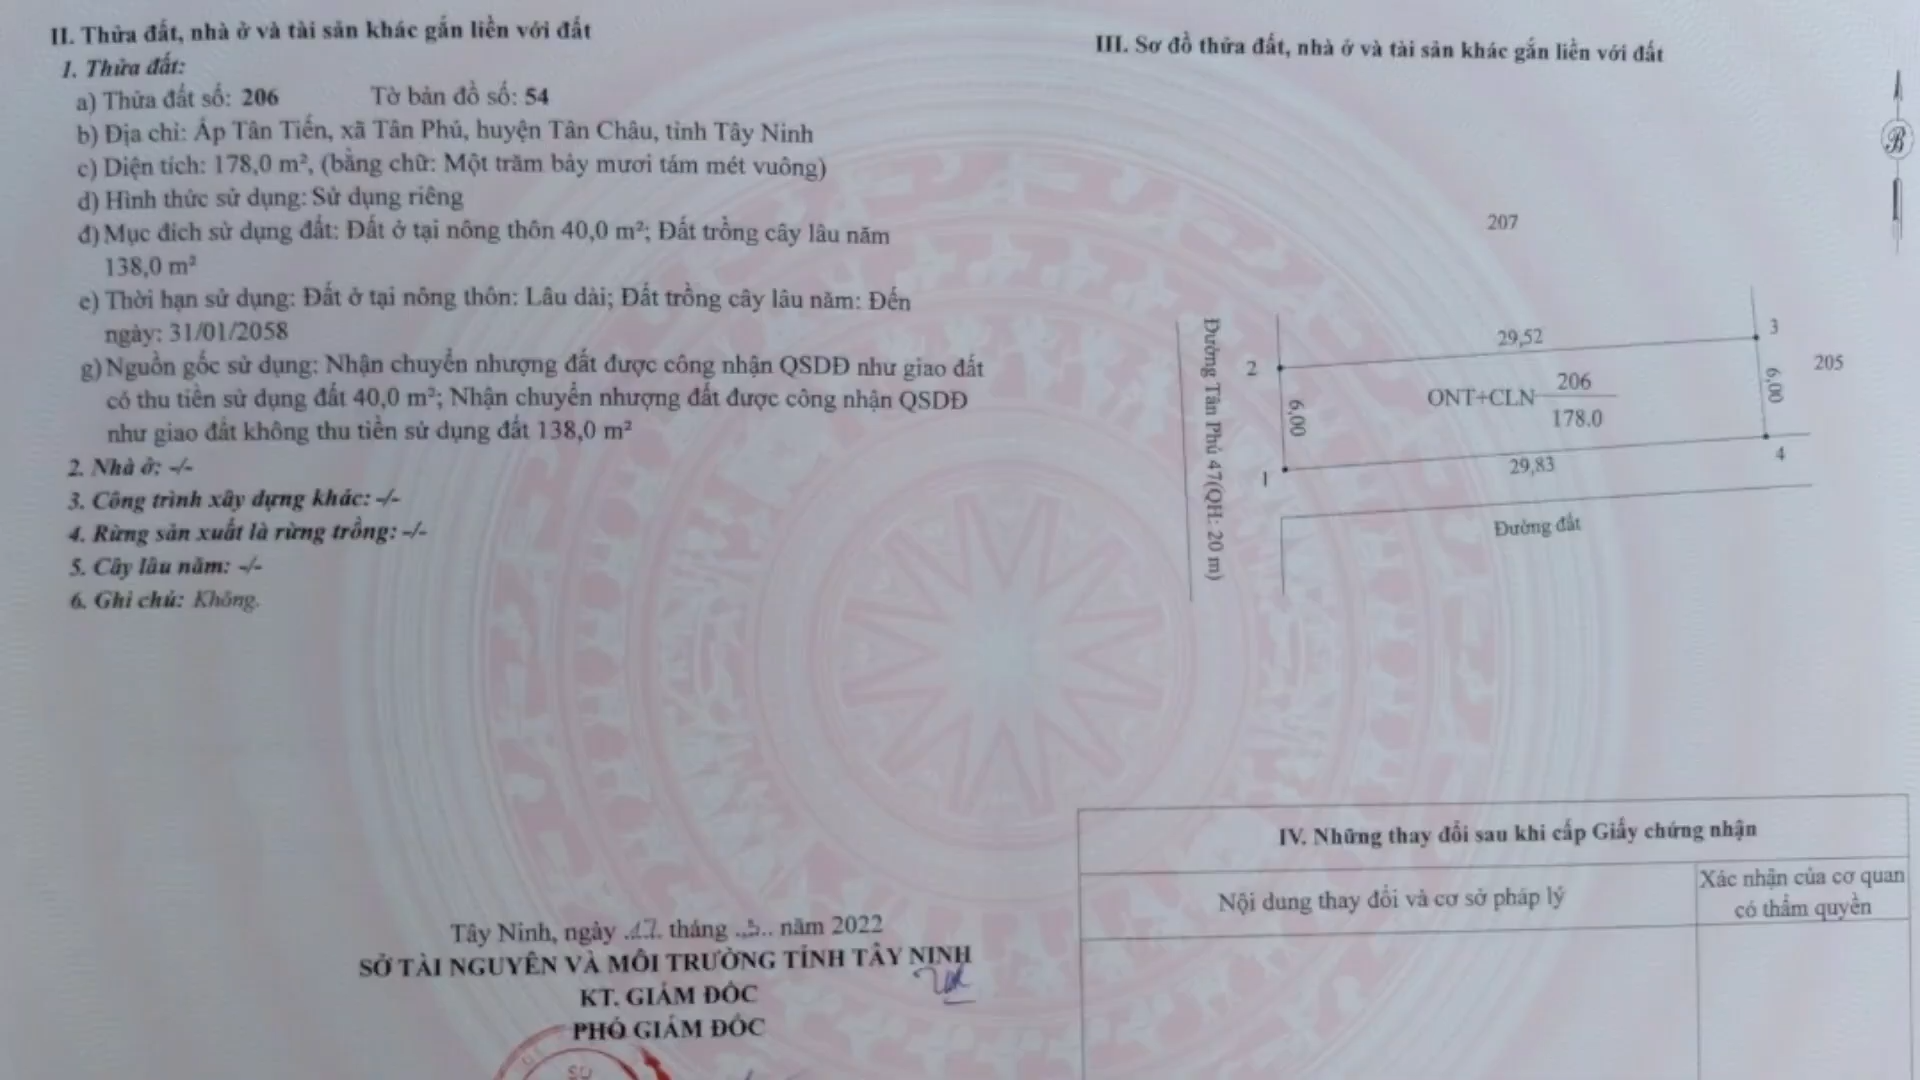 II. Thửa đất, nhà ở và tài sản khác gắn liền với đất
1. Thửa đất:
a) Thửa đất số: 206 Tờ bản đồ số: 54
b) Địa chỉ: Ấp Tân Tiến, xã Tân Phú, huyện Tân Châu, tỉnh Tây Ninh
c) Diện tích: 178,0 m², (bằng chữ: Một trăm bảy mươi tám mét vuông)
d) Hình thức sử dụng: Sử dụng riêng
đ) Mục đích sử dụng đất: Đất ở tại nông thôn 40,0 m²; Đất trồng cây lâu năm
138,0 m²
e) Thời hạn sử dụng: Đất ở tại nông thôn: Lâu dài; Đất trồng cây lâu năm: Đến
ngày: 31/01/2058
g) Nguồn gốc sử dụng: Nhận chuyển nhượng đất được công nhận QSDĐ như giao đất
có thu tiền sử dụng đất 40,0 m²; Nhận chuyển nhượng đất được công nhận QSDĐ
như giao đất không thu tiền sử dụng đất 138,0 m²
2. Nhà ở: -/-
3. Công trình xây dựng khác: -/-
4. Rừng sản xuất là rừng trồng: -/-
5. Cây lâu năm: -/-
6. Ghi chú: Không.
Tây Ninh, ngày 17 tháng 5 năm 2022
SỞ TÀI NGUYÊN VÀ MÔI TRƯỜNG TỈNH TÂY NINH
KT. GIÁM ĐỐC
PHÓ GIÁM ĐỐC
III. Sơ đồ thửa đất, nhà ở và tài sản khác gắn liền với đất
B
207
Đường Tân Phú 47(QH: 20 m)
2
29,52
3
205
6,00
ONT+CLN 206
178.0
6,00
1
29,83
4
Đường đất
IV. Những thay đổi sau khi cấp Giấy chứng nhận
Nội dung thay đổi và cơ sở pháp lý
Xác nhận của cơ quan
có thẩm quyền